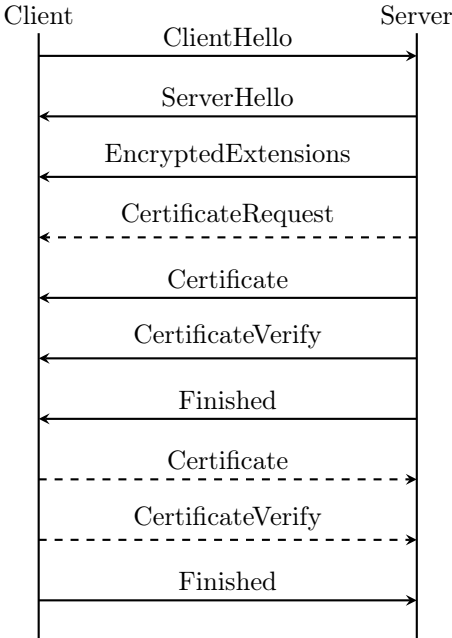 Client
Server
ClientHello
ServerHello
EncryptedExtensions
CertificateRequest
Certificate
CertificateVerify
Finished
Certificate
CertificateVerify
Finished